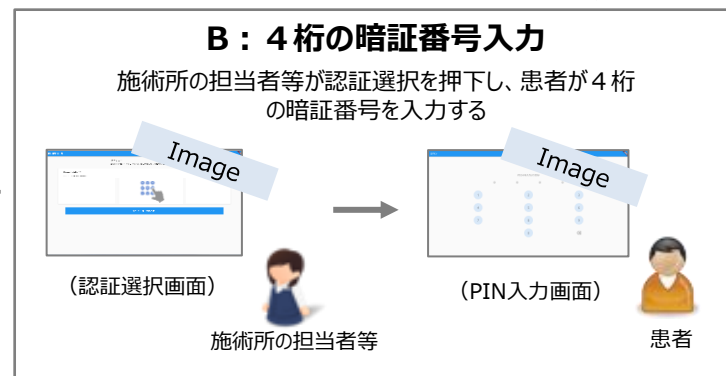 B：４桁の暗証番号入力
施術所の担当者等が認証選択を押下し、患者が４桁
の暗証番号を入力する
Image
Image
（認証選択画面）
（PIN入力画面）
施術所の担当者等
患者